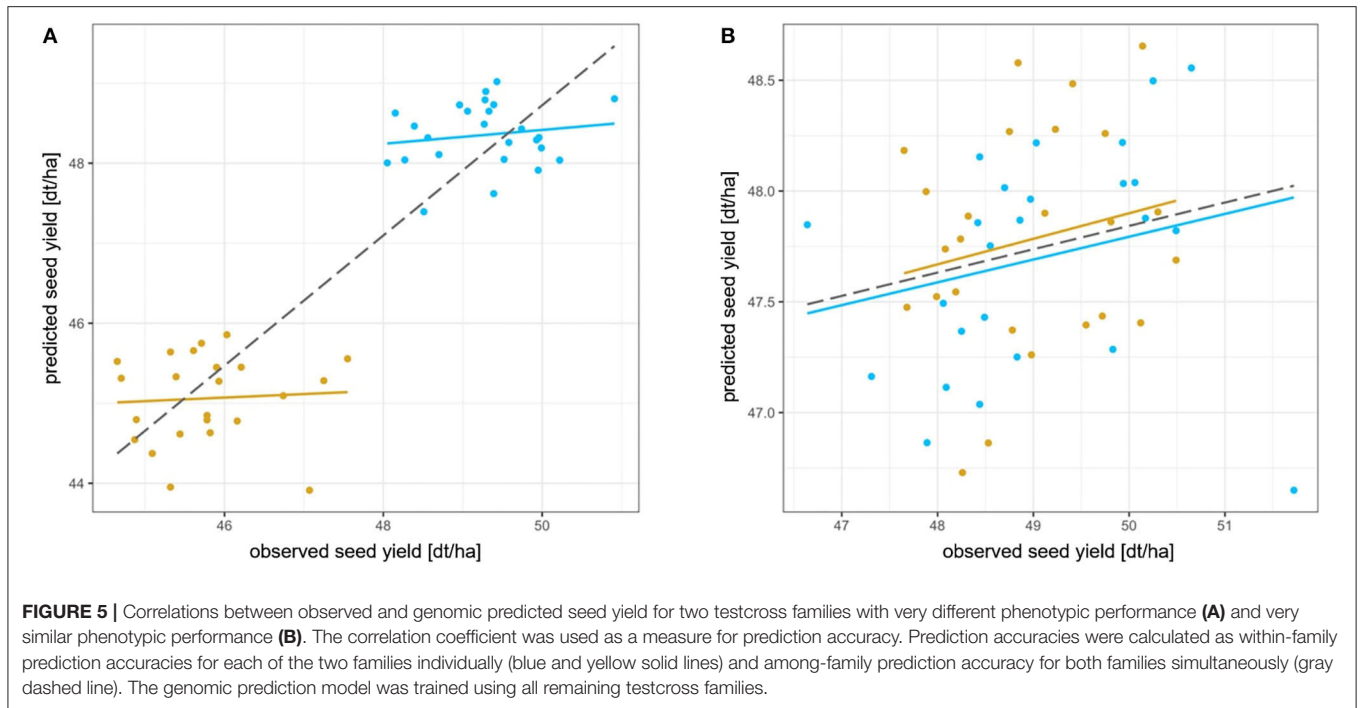 A
B
48
46
44
predicted seed yield [dt/ha]
46
48
50
observed seed yield [dt/ha]
48.5
48.0
47.5
47.0
predicted seed yield [dt/ha]
47
48
49
50
51
observed seed yield [dt/ha]
FIGURE 5 | Correlations between observed and genomic predicted seed yield for two testcross families with very different phenotypic performance (A) and very
similar phenotypic performance (B). The correlation coefficient was used as a measure for prediction accuracy. Prediction accuracies were calculated as within-family
prediction accuracies for each of the two families individually (blue and yellow solid lines) and among-family prediction accuracy for both families simultaneously (gray
dashed line). The genomic prediction model was trained using all remaining testcross families.